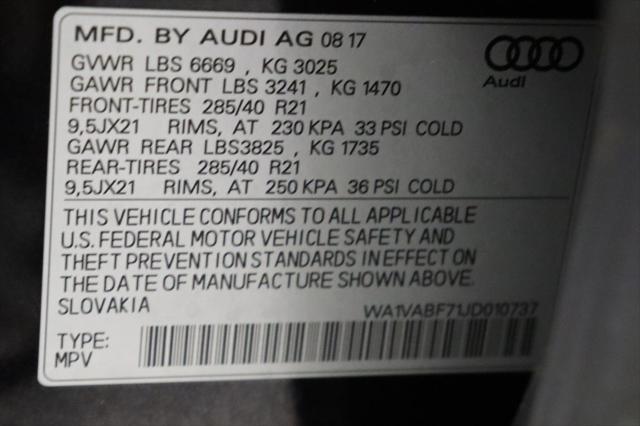 MFD. BY AUDI AG 08 17
GVWR LBS 6669 , KG 3025
GAWR FRONT LBS 3241 , KG 1470
FRONT-TIRES 285/40 R21
9,5JX21 RIMS, AT 230 KPA 33 PSI COLD
GAWR REAR LBS3825 , KG 1735
REAR-TIRES 285/40 R21
9,5JX21 RIMS, AT 250 KPA 36 PSI COLD
Audi
THIS VEHICLE CONFORMS TO ALL APPLICABLE
U.S. FEDERAL MOTOR VEHICLE SAFETY AND
THEFT PREVENTION STANDARDS IN EFFECT ON
THE DATE OF MANUFACTURE SHOWN ABOVE.
SLOVAKIA WA1VABF71JD010737
TYPE:
MPV